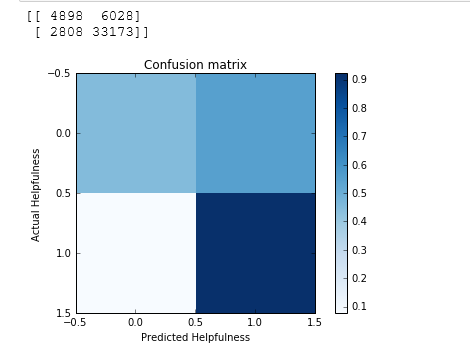 [[ 4898  6028]
 [ 2808 33173]]
Confusion matrix
−0.5
0.0
0.5
1.0
1.5
Actual Helpfulness
−0.5 0.0 0.5 1.0 1.5
Predicted Helpfulness
0.9
0.8
0.7
0.6
0.5
0.4
0.3
0.2
0.1